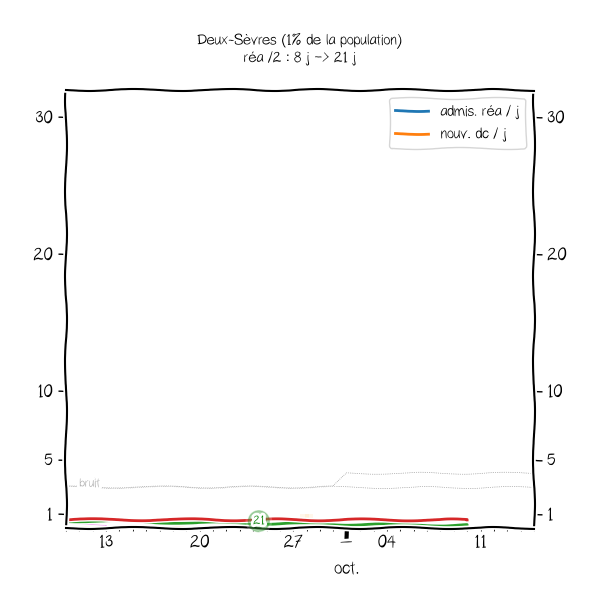 Deux-Sèvres (1% de la population)
réa /2 : 8 j -> 21 j
admis. réa / j
nouv. dc / j
30
30
20
20
10
10
5
5
bruit
1
21
1
13
20
27
1
04
11
oct.